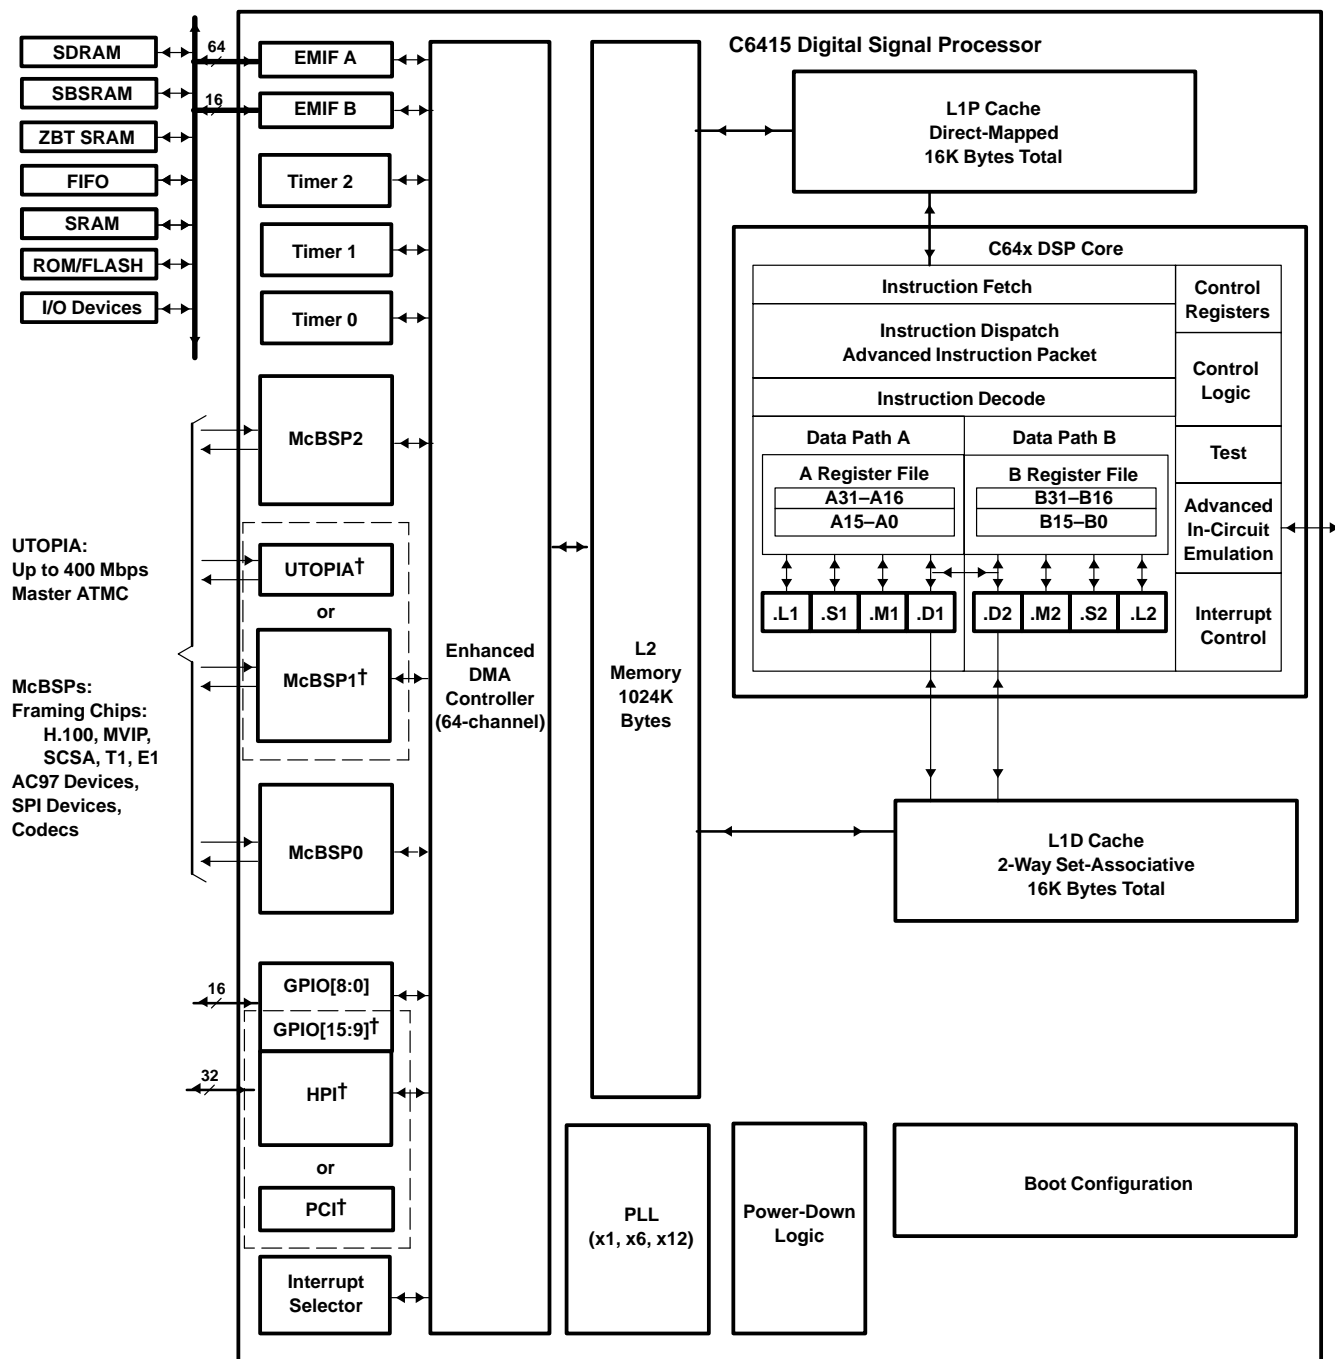 C6415 Digital Signal Processor
SDRAM
SBSRAM
ZBT SRAM
FIFO
SRAM
ROM/FLASH
I/O Devices
64
16
EMIF A
EMIF B
Timer 2
Timer 1
Timer 0
McBSP2
UTOPIA:
Up to 400 Mbps
Master ATMC
UTOPIA†
or
McBSP1†
McBSPs:
Framing Chips:
H.100, MVIP,
SCSA, T1, E1
AC97 Devices,
SPI Devices,
Codecs
McBSP0
16
GPIO[8:0]
GPIO[15:9]†
32
HPI†
or
PCI†
Interrupt
Selector
Enhanced
DMA
Controller
(64-channel)
L2
Memory
1024K
Bytes
L1P Cache
Direct-Mapped
16K Bytes Total
C64x DSP Core
Instruction Fetch
Instruction Dispatch
Advanced Instruction Packet
Instruction Decode
Data Path A
Data Path B
A Register File
A31–A16
A15–A0
B Register File
B31–B16
B15–B0
.L1
.S1
.M1
.D1
.D2
.M2
.S2
.L2
Control
Registers
Control
Logic
Test
Advanced
In-Circuit
Emulation
Interrupt
Control
L1D Cache
2-Way Set-Associative
16K Bytes Total
PLL
(x1, x6, x12)
Power-Down
Logic
Boot Configuration